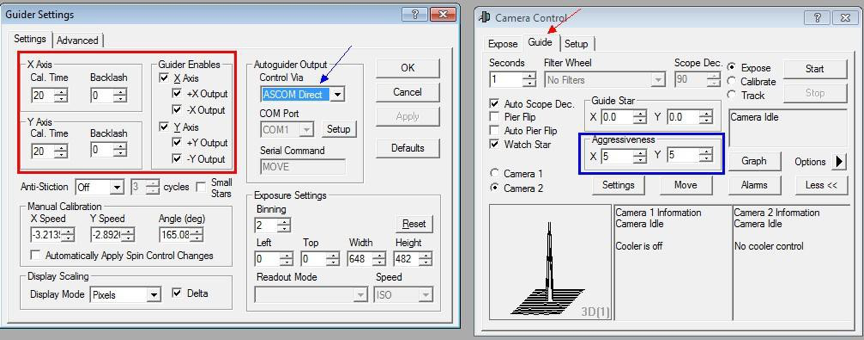 Guider Settings
Settings
Advanced
X Axis
Cal. Time
Backlash
20
0
Y Axis
Cal. Time
Backlash
20
0
Guider Enables
X Axis
+X Output
-X Output
Y Axis
+Y Output
-Y Output
Anti-Stiction
Off
3
cycles
Small
Stars
Manual Calibration
X Speed
Y Speed
Angle (deg)
-3.213
-2.892
165.08
Automatically Apply Spin Control Changes
Display Scaling
Display Mode
Pixels
Delta
Autoguider Output
Control Via
ASCOM Direct
COM Port
COM1
Setup
Serial Command
MOVE
Exposure Settings
Binning
2
Reset
Left
Top
Width
Height
0
0
648
482
Readout Mode
Speed
ISO
OK
Cancel
Apply
Defaults
Camera Control
Expose
Guide
Setup
Seconds
Filter Wheel
Scope Dec.
1
No Filters
90
Expose
Calibrate
Track
Start
Stop
Auto Scope Dec.
Pier Flip
Auto Pier Flip
Watch Star
Guide Star
X 0.0 Y 0.0
Aggressiveness
X 5 Y 5
Camera Idle
Camera 1
Camera 2
Settings
Move
Graph
Options
Alarms
Less <<
3D(1)
Camera 1 Information
Camera Idle
Cooler is off
Camera 2 Information
Camera Idle
No cooler control